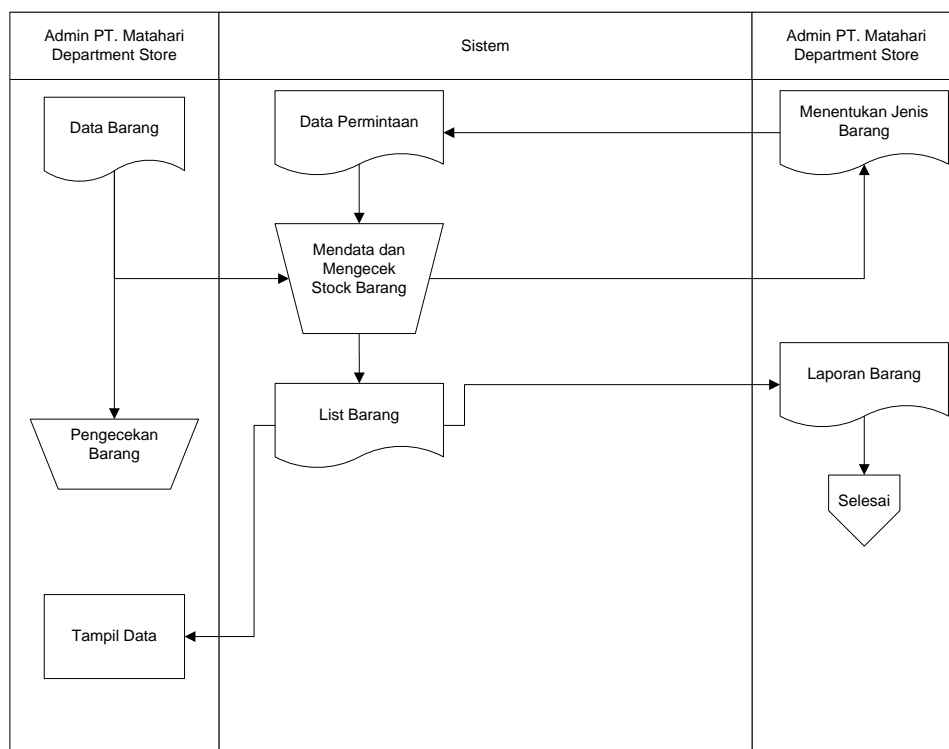 Admin PT. Matahari
Department Store
Sistem
Admin PT. Matahari
Department Store
Data Barang
Data Permintaan
Menentukan Jenis
Barang
Mendata dan
Mengecek
Stock Barang
Laporan Barang
List Barang
Pengecekan
Barang
Selesai
Tampil Data